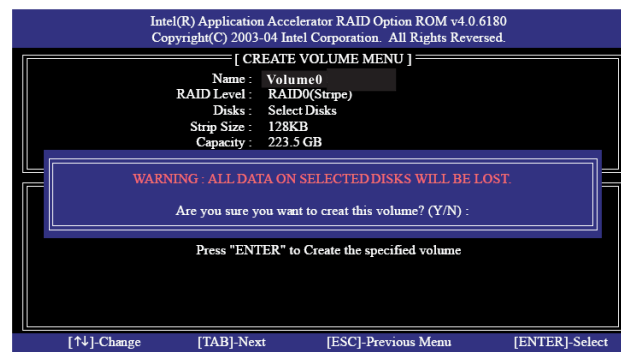 Intel(R) Application Accelerator RAID Option ROM v4.0.6180
Copyright(C) 2003-04 Intel Corporation. All Rights Reversed.
[ CREATE VOLUME MENU ]
Name : Volume0
RAID Level : RAID0(Stripe)
Disks : Select Disks
Strip Size : 128KB
Capacity : 223.5 GB
WARNING : ALL DATA ON SELECTED DISKS WILL BE LOST.
Are you sure you want to creat this volume? (Y/N) :
Press "ENTER" to Create the specified volume
[↑↓]-Change [TAB]-Next [ESC]-Previous Menu [ENTER]-Select